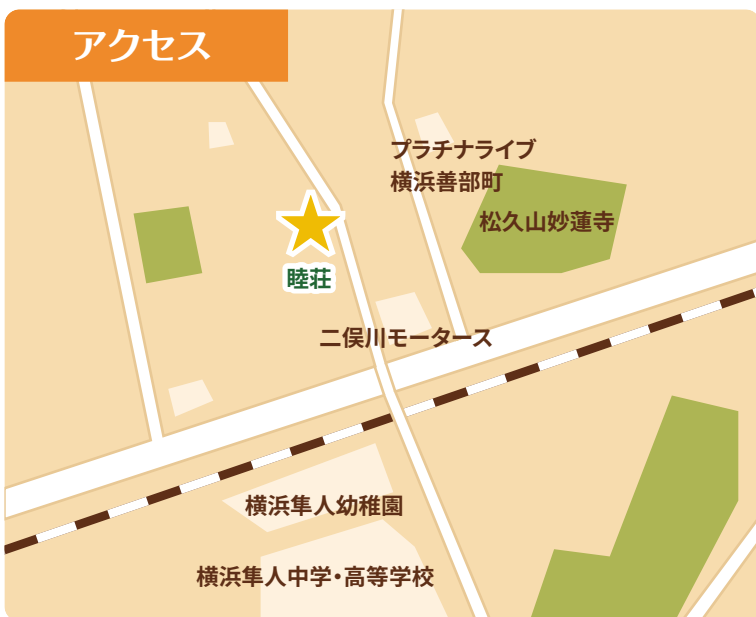 アクセス
プラチナライブ
横浜善部町
松久山妙蓮寺
睦荘
二俣川モータース
横浜隼人幼稚園
横浜隼人中学・高等学校